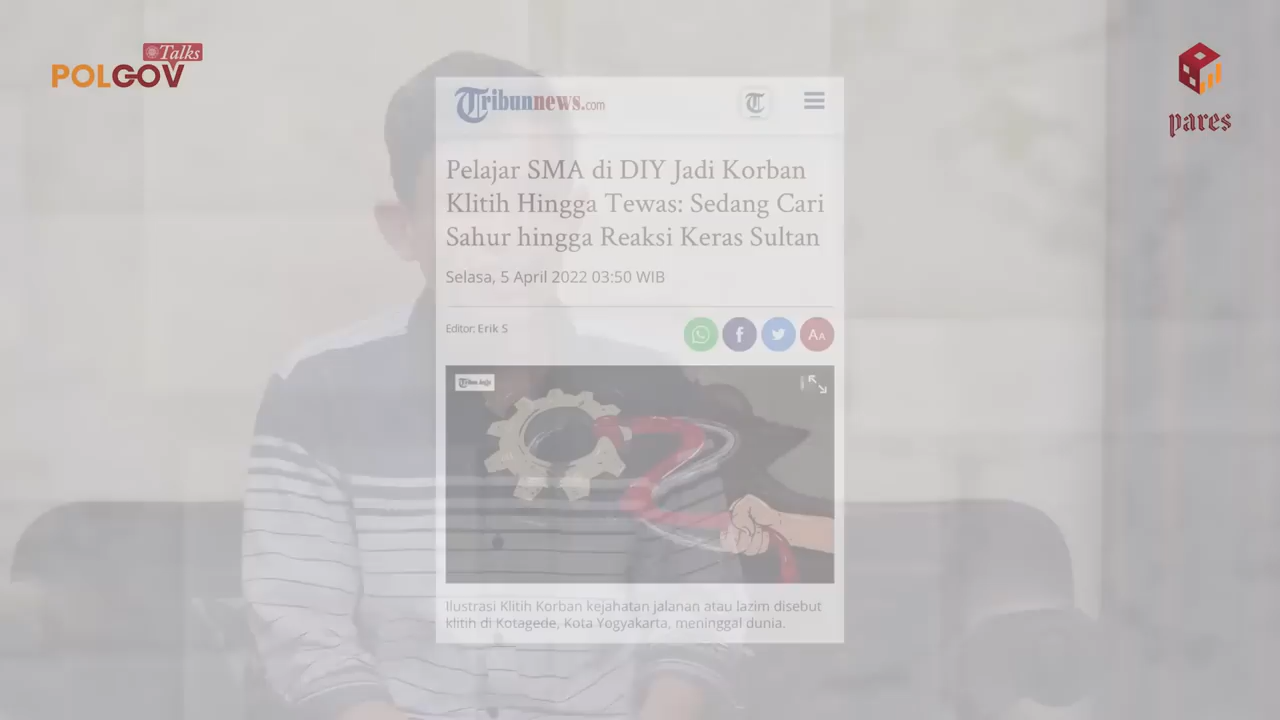 Talks
POLGOV
pares
Tribunnews.com
Pelajar SMA di DIY Jadi Korban
Klitih Hingga Tewas: Sedang Cari
Sahur hingga Reaksi Keras Sultan
Selasa, 5 April 2022 03:50 WIB
Editor: Erik S
AA
Ilustrasi Klitih Korban kejahatan jalanan atau lazim disebut
klitih di Kotagede, Kota Yogyakarta, meninggal dunia.